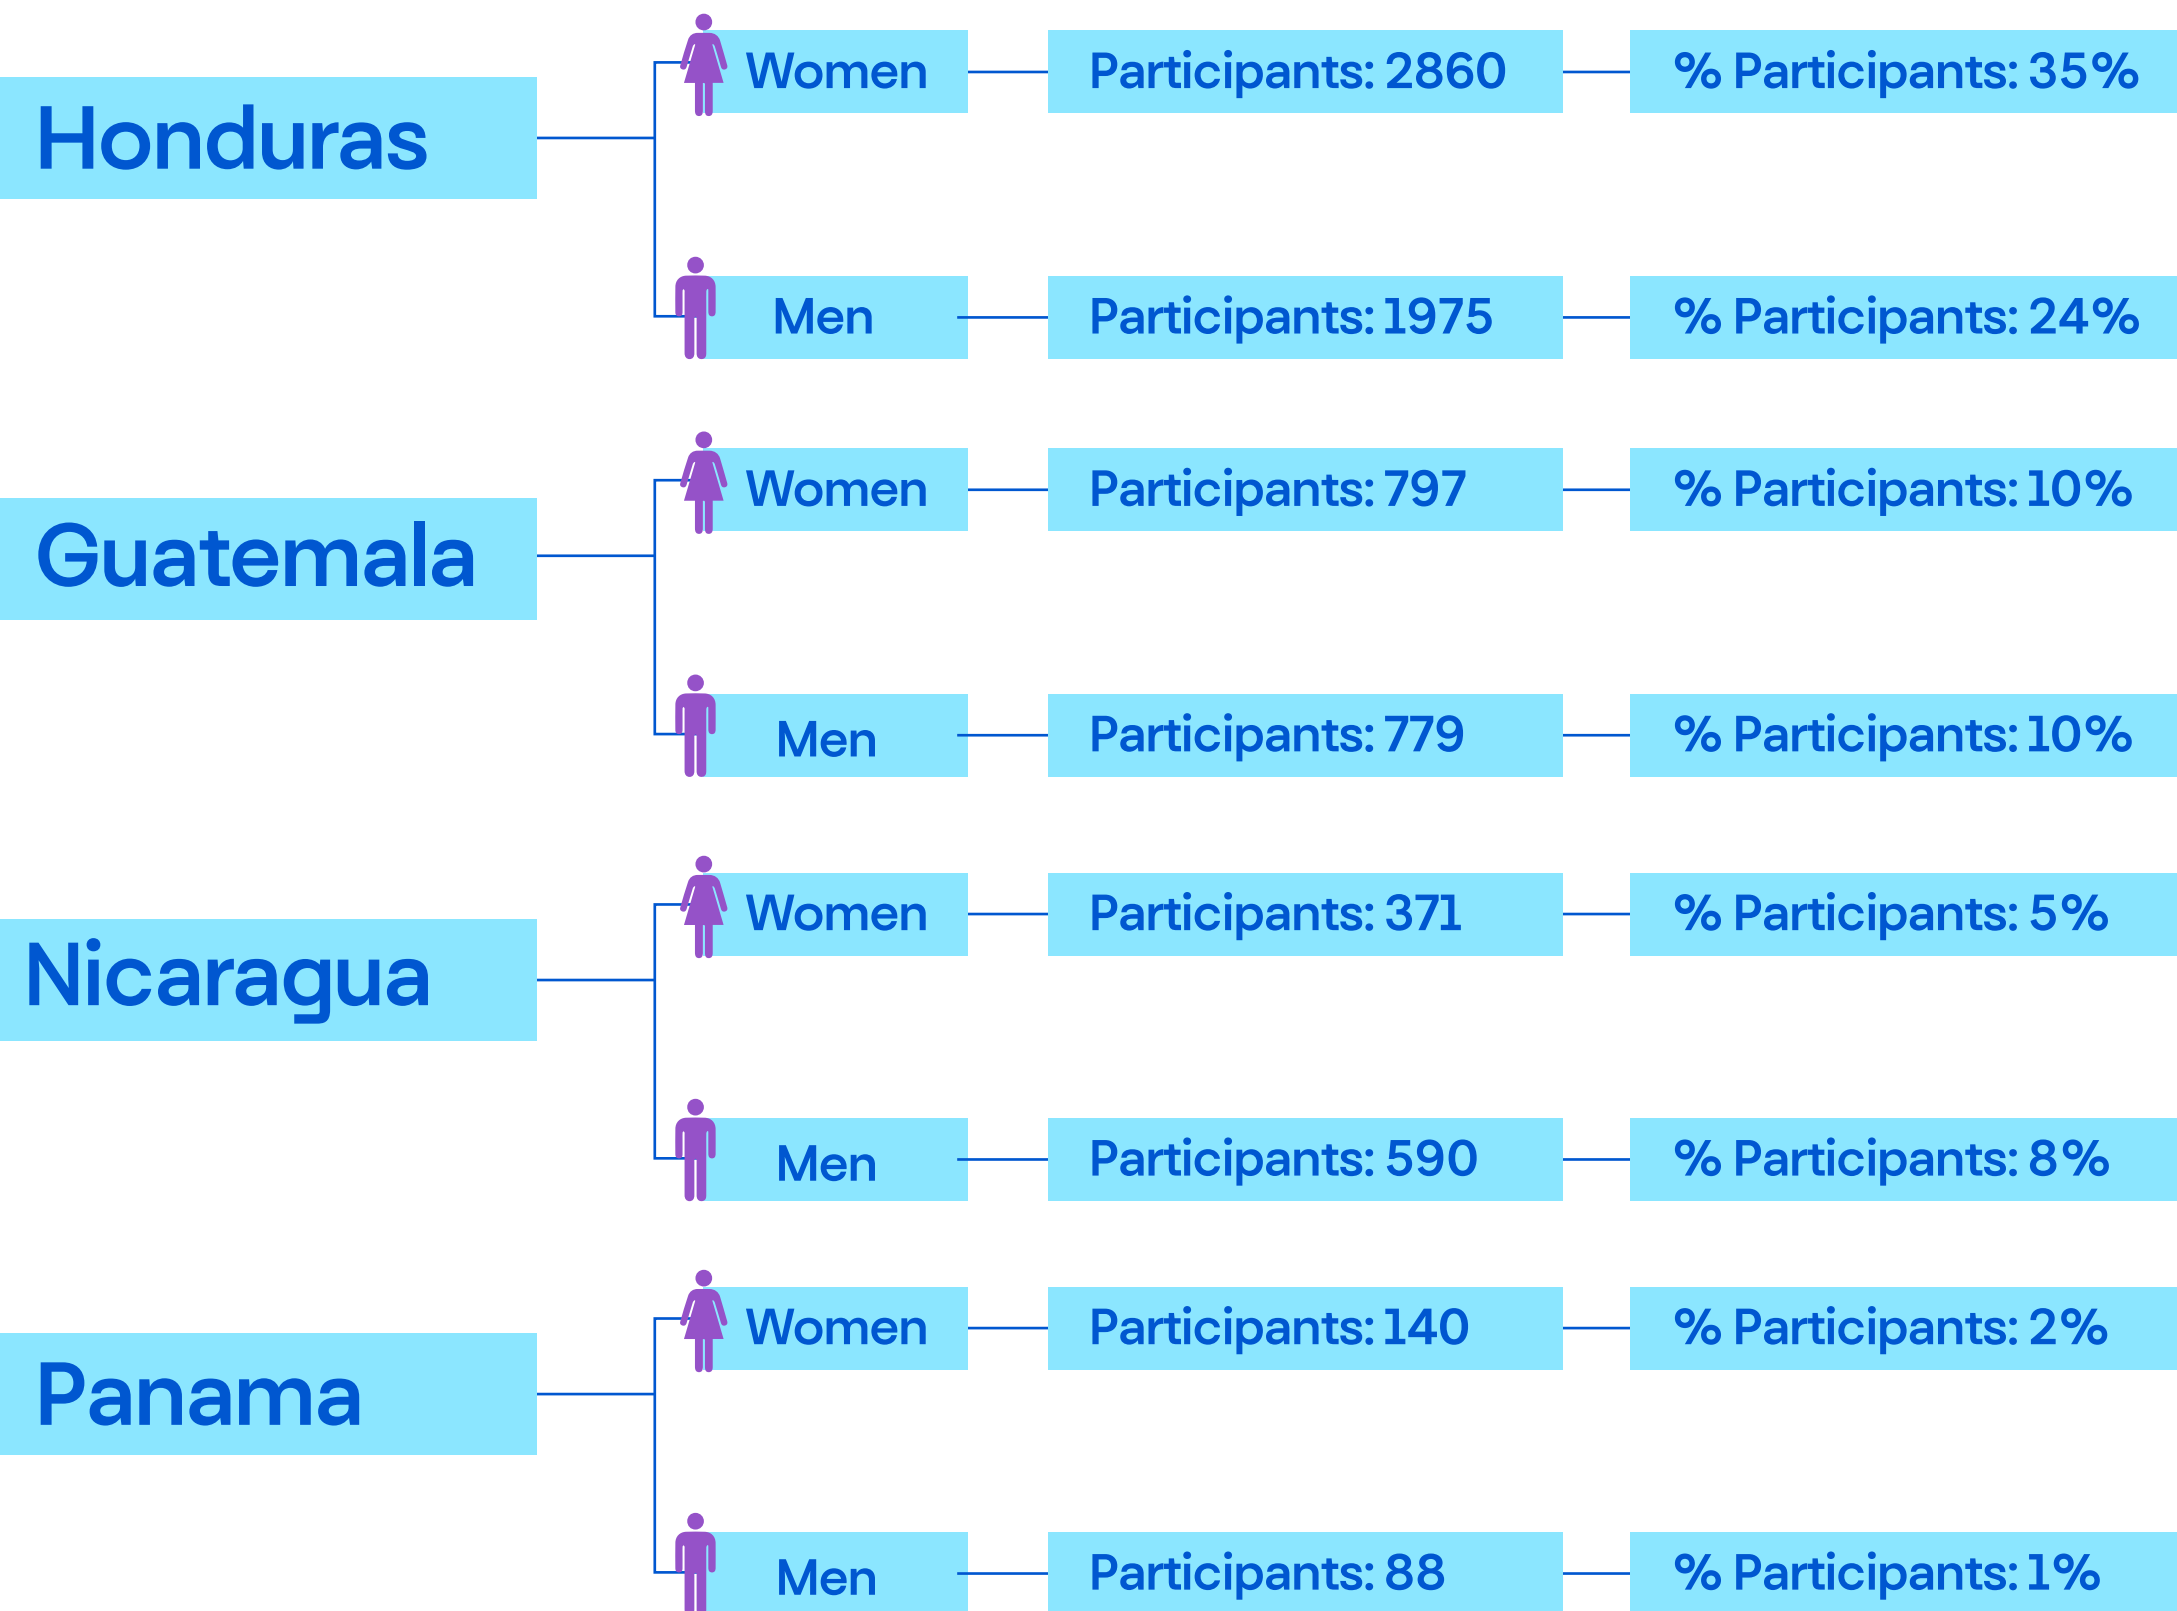 Honduras
Women
Participants: 2860
% Participants: 35%
Men
Participants: 1975
% Participants: 24%
Guatemala
Women
Participants: 797
% Participants: 10%
Men
Participants: 779
% Participants: 10%
Nicaragua
Women
Participants: 371
% Participants: 5%
Men
Participants: 590
% Participants: 8%
Panama
Women
Participants: 140
% Participants: 2%
Men
Participants: 88
% Participants: 1%